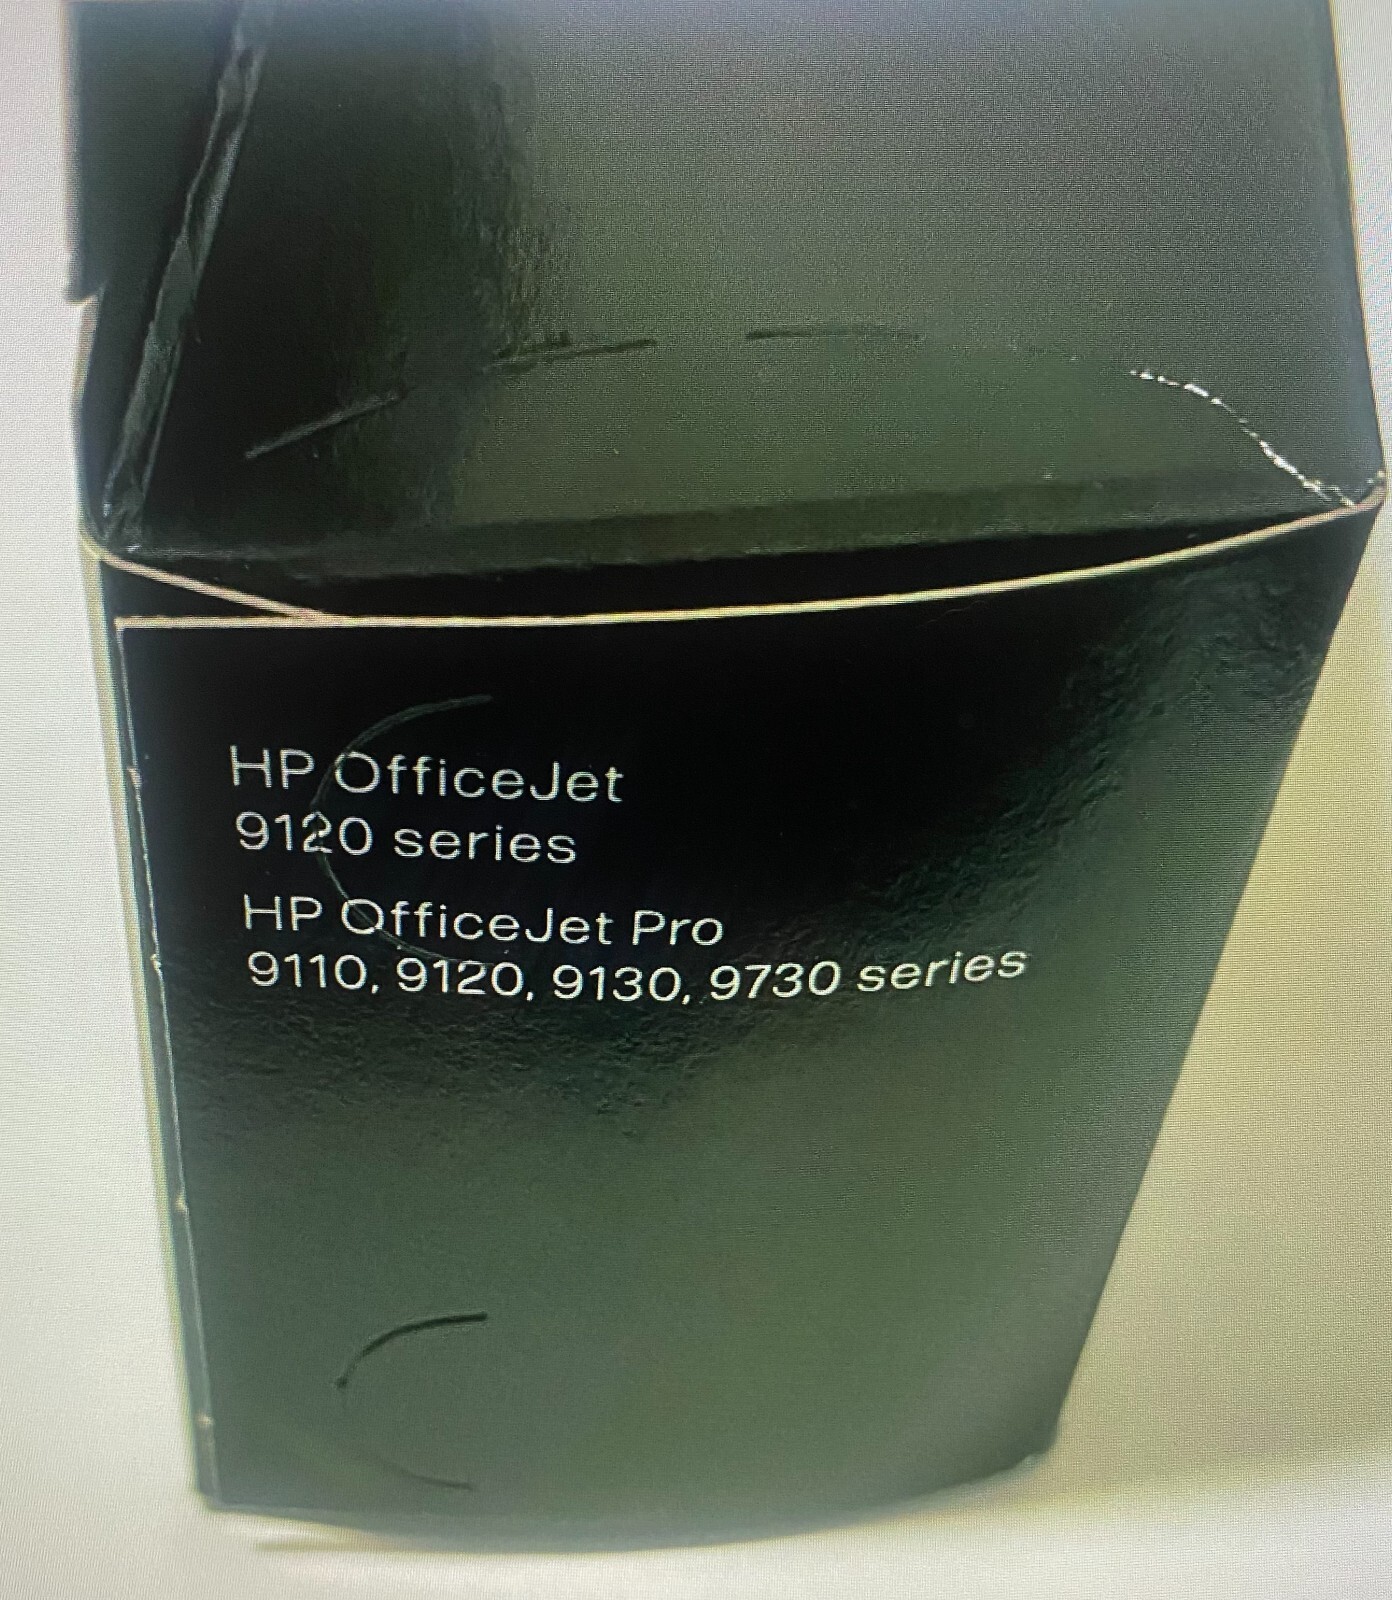 HP OfficeJet
9120 series
HP OfficeJet Pro
9110, 9120, 9130, 9730 series